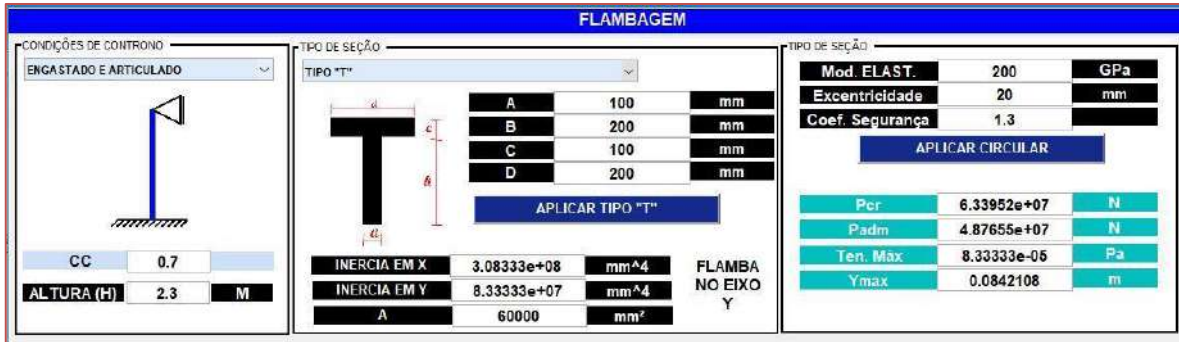 FLAMBAGEM
CONDIÇÕES DE CONTRONO
ENGASTADO E ARTICULADO
CC 0.7
ALTURA (H) 2.3 M
TIPO DE SEÇÃO
TIPO "T"
d
c
b
a
A 100 mm
B 200 mm
C 100 mm
D 200 mm
APLICAR TIPO "T"
INERCIA EM X 3.08333e+08 mm^4
INERCIA EM Y 8.33333e+07 mm^4
A 60000 mm²
FLAMBA
NO EIXO
Y
TIPO DE SEÇÃO
Mod. ELAST. 200 GPa
Excentricidade 20 mm
Coef. Segurança 1.3
APLICAR CIRCULAR
Pcr 6.33952e+07 N
Padm 4.87655e+07 N
Ten. Máx 8.33333e-05 Pa
Ymax 0.0842108 m